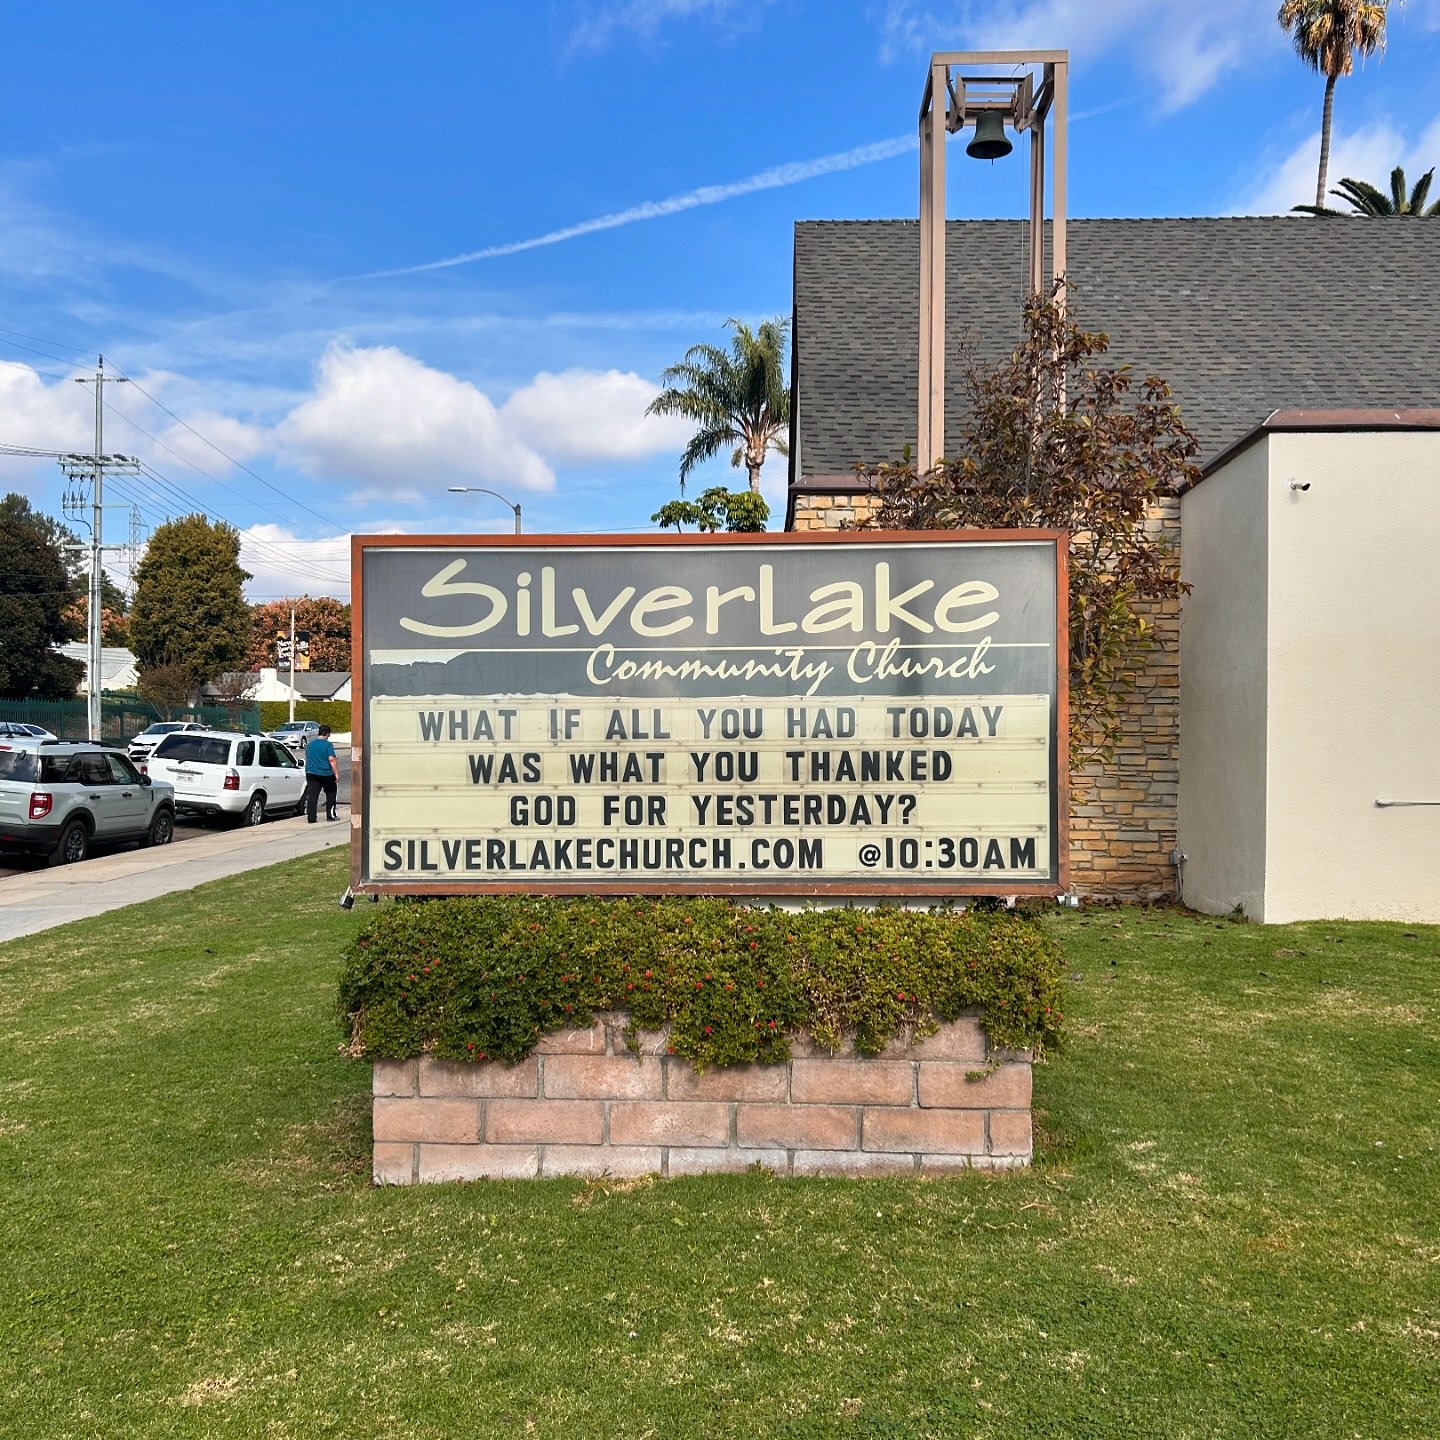 SilverLake
Community Church
WHAT IF ALL YOU HAD TODAY
WAS WHAT YOU THANKED
GOD FOR YESTERDAY?
SILVERLAKECHURCH.COM @10:30AM